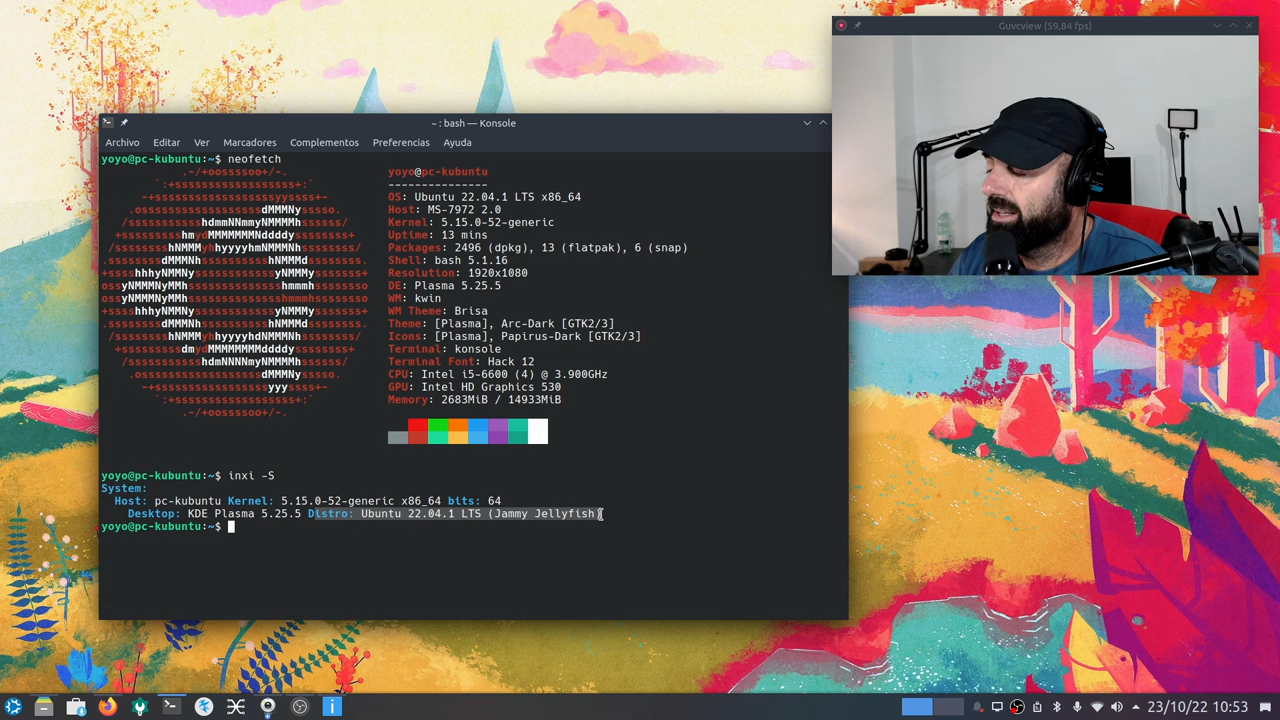 Guvcview (59,84 fps)
~ : bash — Konsole
Archivo Editar Ver Marcadores Complementos Preferencias Ayuda
yoyo@pc-kubuntu:~$ neofetch
yoyo@pc-kubuntu
---------------
OS: Ubuntu 22.04.1 LTS x86_64
Host: MS-7972 2.0
Kernel: 5.15.0-52-generic
Uptime: 13 mins
Packages: 2496 (dpkg), 13 (flatpak), 6 (snap)
Shell: bash 5.1.16
Resolution: 1920x1080
DE: Plasma 5.25.5
WM: kwin
WM Theme: Brisa
Theme: [Plasma], Arc-Dark [GTK2/3]
Icons: [Plasma], Papirus-Dark [GTK2/3]
Terminal: konsole
Terminal Font: Hack 12
CPU: Intel i5-6600 (4) @ 3.900GHz
GPU: Intel HD Graphics 530
Memory: 2683MiB / 14933MiB
yoyo@pc-kubuntu:~$ inxi -S
System:
Host: pc-kubuntu Kernel: 5.15.0-52-generic x86_64 bits: 64
Desktop: KDE Plasma 5.25.5 Distro: Ubuntu 22.04.1 LTS (Jammy Jellyfish)
yoyo@pc-kubuntu:~$
23/10/22 10:53